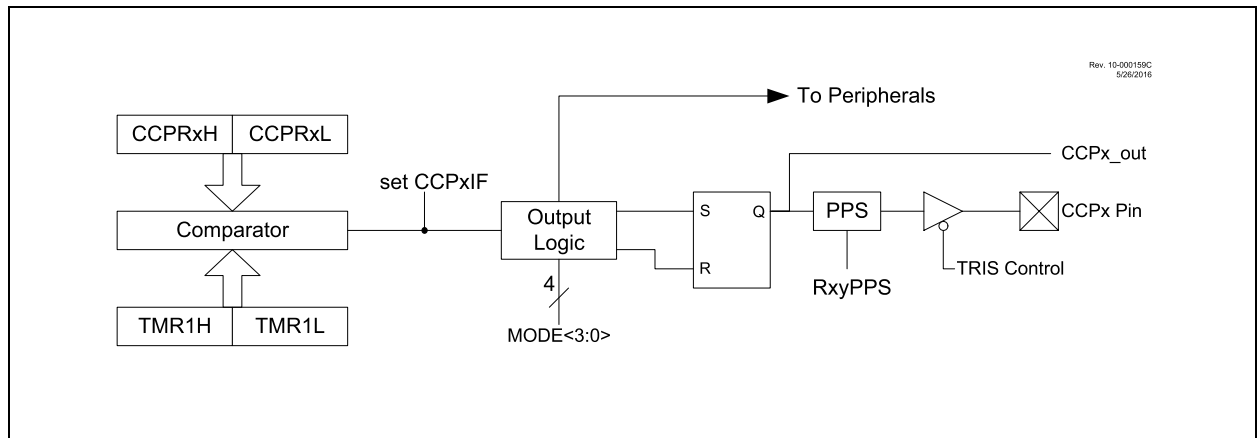 Rev. 10-000159C
5/26/2016
To Peripherals
CCPRxH CCPRxL
CCPx_out
set CCPxIF
Comparator
Output
Logic
S Q
R
PPS
CCPx Pin
TRIS Control
RxyPPS
4
TMR1H TMR1L
MODE<3:0>